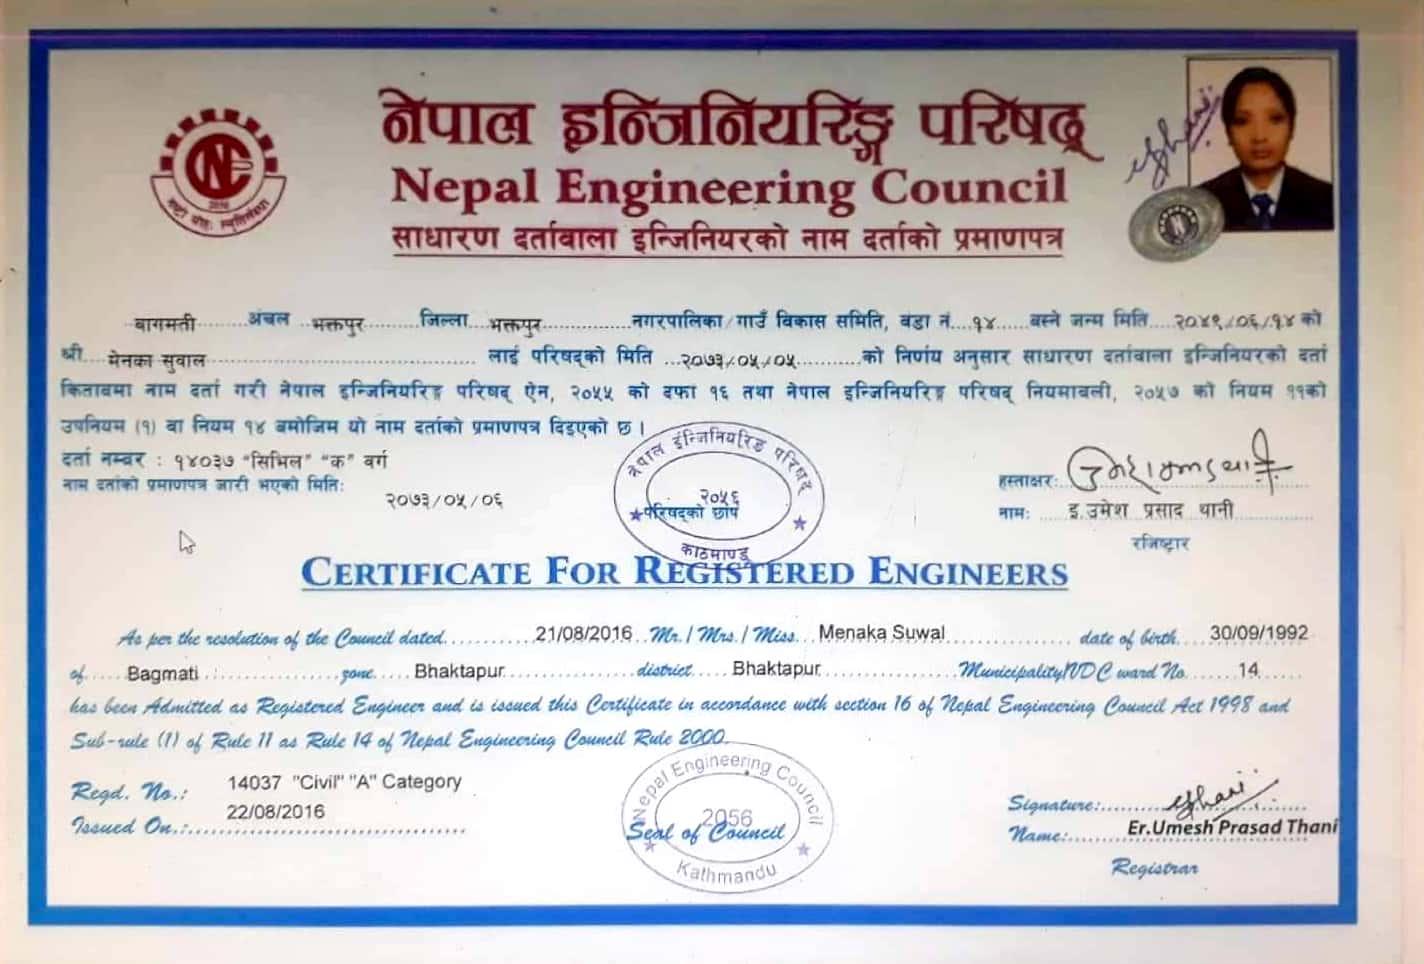 नेपाल इन्जिनियरिङ्ग परिषद्
Nepal Engineering Council
साधारण दर्तावाला इन्जिनियरको नाम दर्ताको प्रमाणपत्र
बागमती अंचल भक्तपुर जिल्ला भक्तपुर नगरपालिका/गाउँ विकास समिति, वडा नं. १४ बस्ने जन्म मिति २०४९/०६/१४ को
श्री मेनका सुवाल लाई परिषद्को मिति २०७३/०५/०५ को निर्णय अनुसार साधारण दर्तावाला इन्जिनियरको दर्ता
किताबमा नाम दर्ता गरी नेपाल इन्जिनियरिङ्ग परिषद् ऐन, २०५५ को दफा १६ तथा नेपाल इन्जिनियरिङ्ग परिषद् नियमावली, २०५७ को नियम ११को
उपनियम (१) वा नियम १४ बमोजिम यो नाम दर्ताको प्रमाणपत्र दिइएको छ।
दर्ता नम्बर : १४०३७ "सिभिल" "क" वर्ग
नाम दर्ताको प्रमाणपत्र जारी भएको मिति:
२०७३/०५/०६
नेपाल इंन्जिनियरिङ परिषद्
२०५६
परिषद्को छाप
काठमाण्डू
हस्ताक्षर:
नाम: इ.उमेश प्रसाद थानी
रजिष्ट्रार
CERTIFICATE FOR REGISTERED ENGINEERS
As per the resolution of the Council dated 21/08/2016 Mr. / Mrs. / Miss. Menaka Suwal date of birth 30/09/1992
of Bagmati zone Bhaktapur district Bhaktapur Municipality/VDC ward No. 14
has been Admitted as Registered Engineer and is issued this Certificate in accordance with section 16 of Nepal Engineering Council Act 1998 and
Sub-rule (1) of Rule 11 as Rule 14 of Nepal Engineering Council Rule 2000.
Regd. No.: 14037 "Civil" "A" Category
Issued On.: 22/08/2016
Nepal Engineering Council
2056
Seal of Council
Kathmandu
Signature:
Name: Er.Umesh Prasad Thani
Registrar